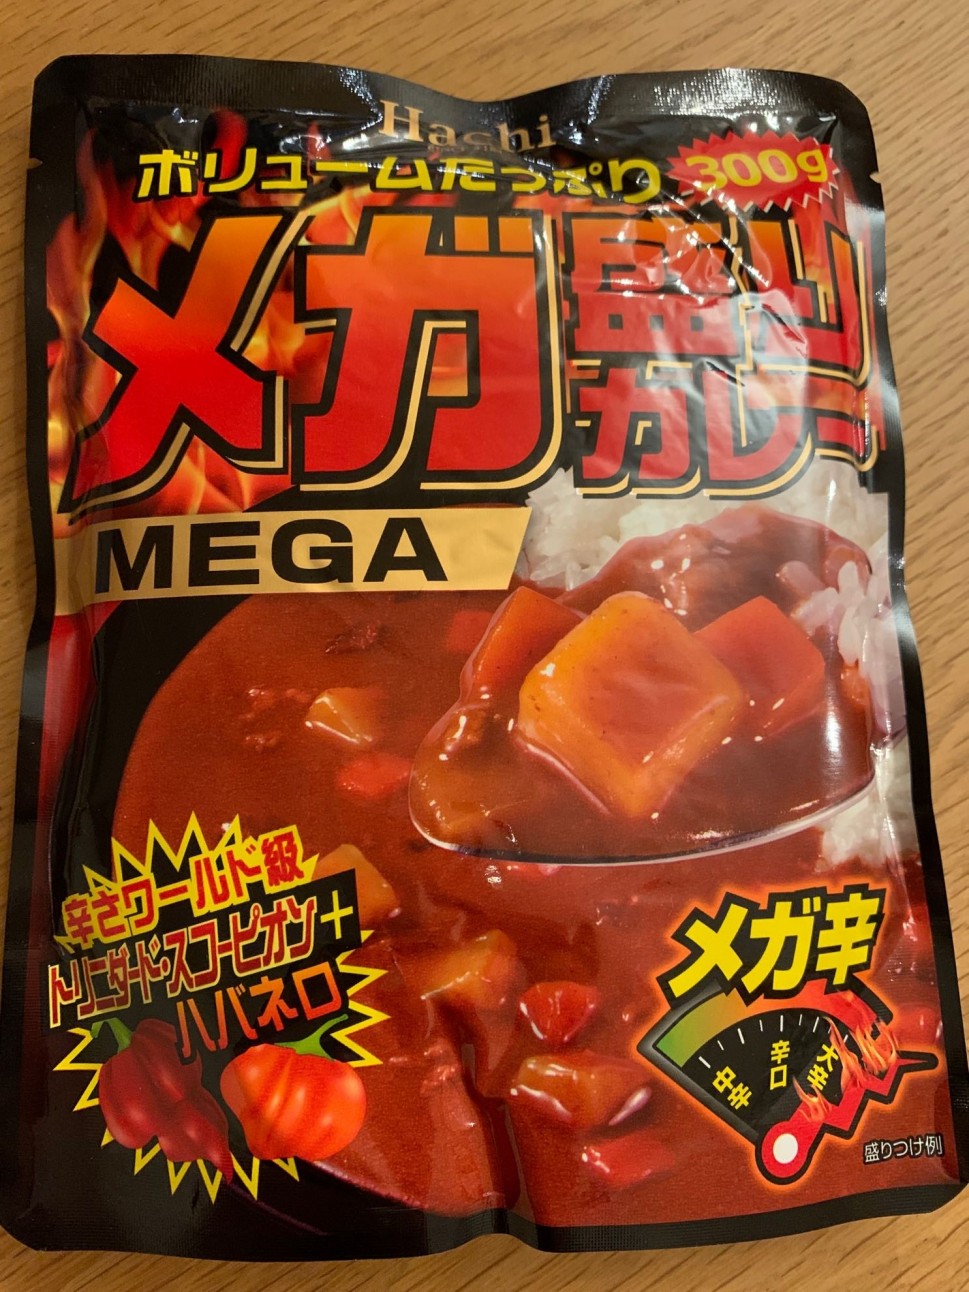 Hachi
ボリュームたっぷり
300g
メガ盛り
カレー
MEGA
辛さワールド級
トリニダード・スコーピオン+
ハバネロ
メガ辛
中辛
辛口
大辛
盛りつけ例